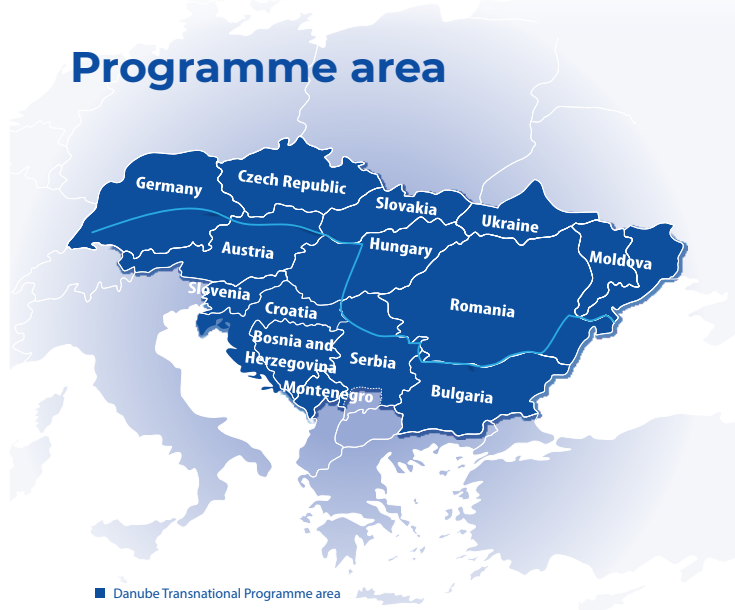 Programme area
Czech Republic
Germany
Slovakia
Ukraine
Hungary
Austria
Moldova
Slovenia
Croatia
Romania
Bosnia and
Herzegovina
Serbia
Montenegro
Bulgaria
Danube Transnational Programme area